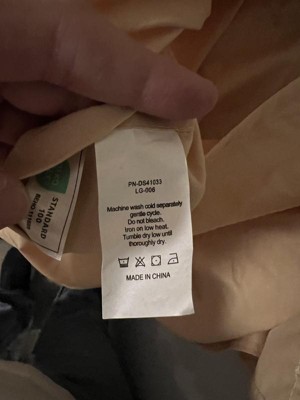 PN-DS41033
LG-006
Machine wash cold separately
gentle cycle.
Do not bleach.
Iron on low heat.
Tumble dry low until
thoroughly dry.
MADE IN CHINA
STANDARD
100